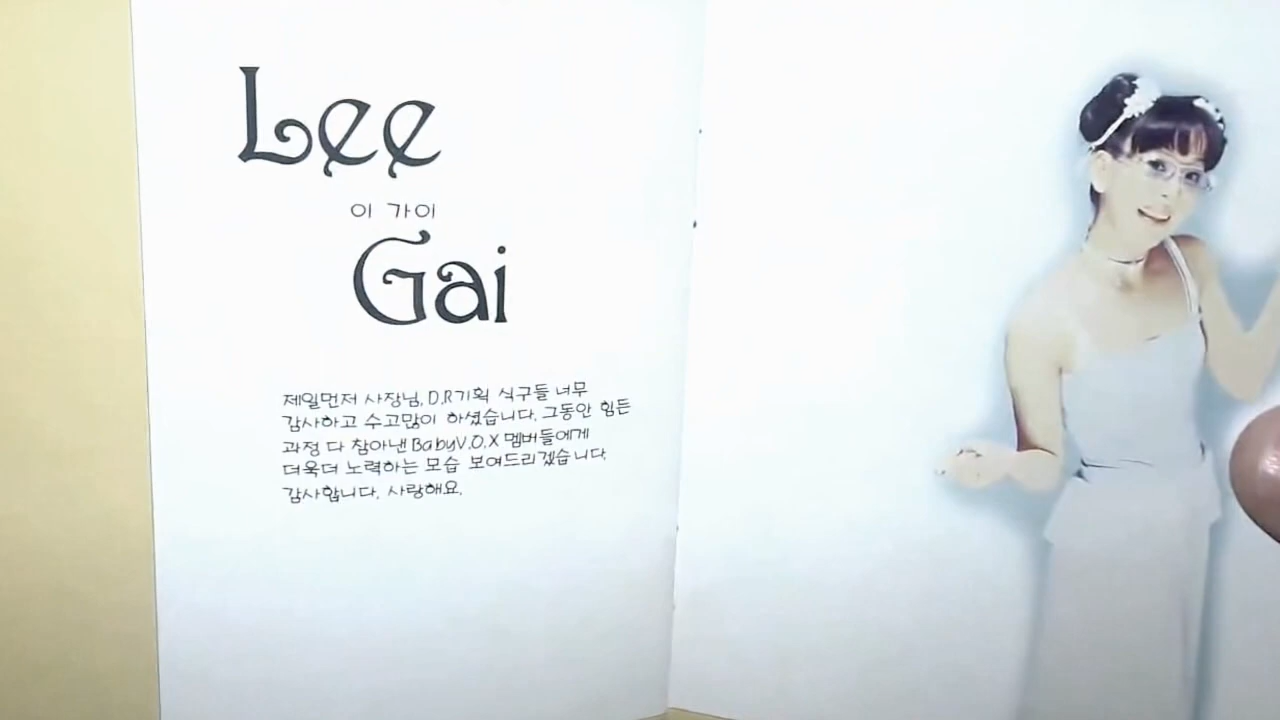 Lee
이 가이
Gai
제일먼저 사장님, D.R기획 식구들 너무
감사하고 수고많이 하셨습니다. 그동안 힘든
과정 다 참아낸 BabyV.O.X 멤버들에게
더욱더 노력하는 모습 보여드리겠습니다.
감사합니다. 사랑해요.